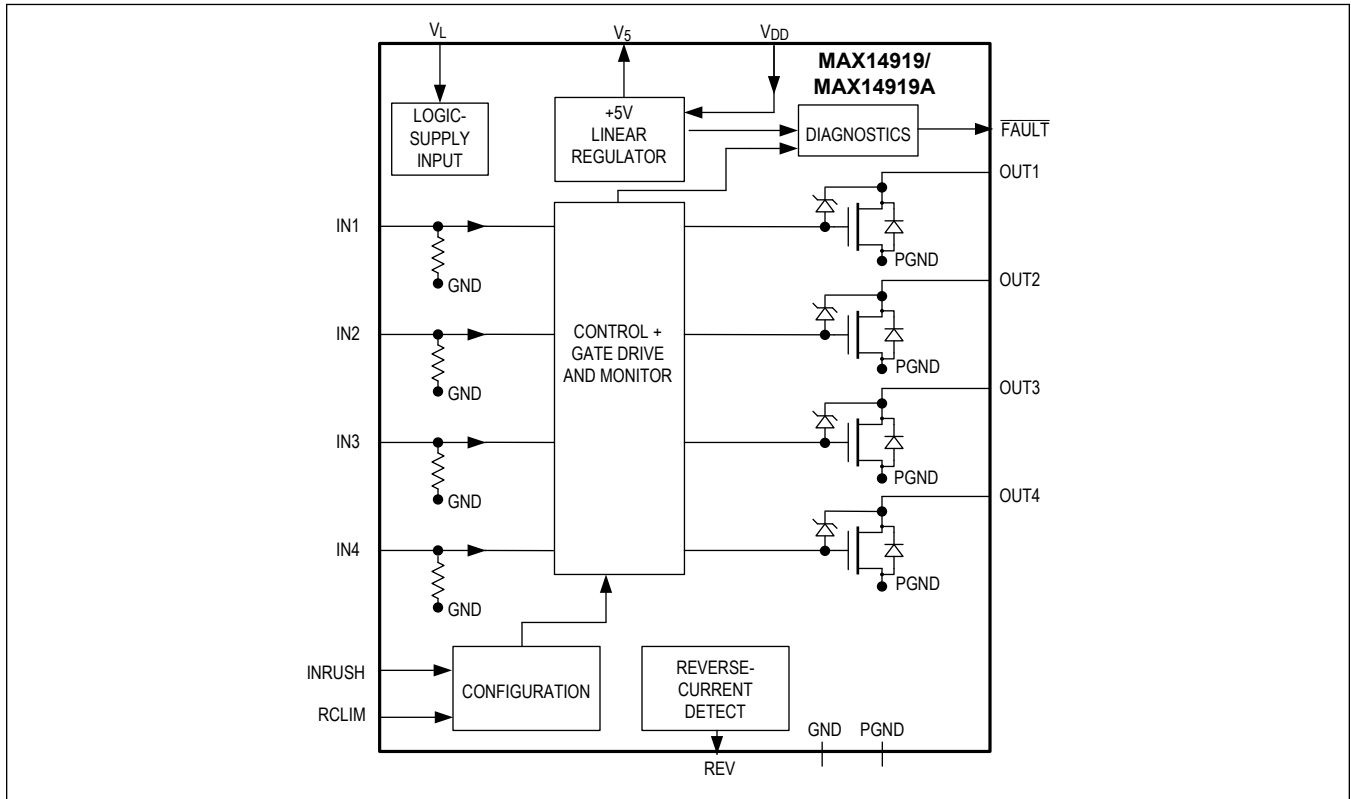 VL
V5
VDD
MAX14919/
MAX14919A
LOGIC-
SUPPLY
INPUT
+5V
LINEAR
REGULATOR
DIAGNOSTICS
FAULT
OUT1
IN1
GND
PGND
OUT2
IN2
GND
CONTROL +
GATE DRIVE
AND MONITOR
PGND
OUT3
IN3
GND
PGND
OUT4
IN4
GND
PGND
INRUSH
RCLIM
CONFIGURATION
REVERSE-
CURRENT
DETECT
GND
PGND
REV